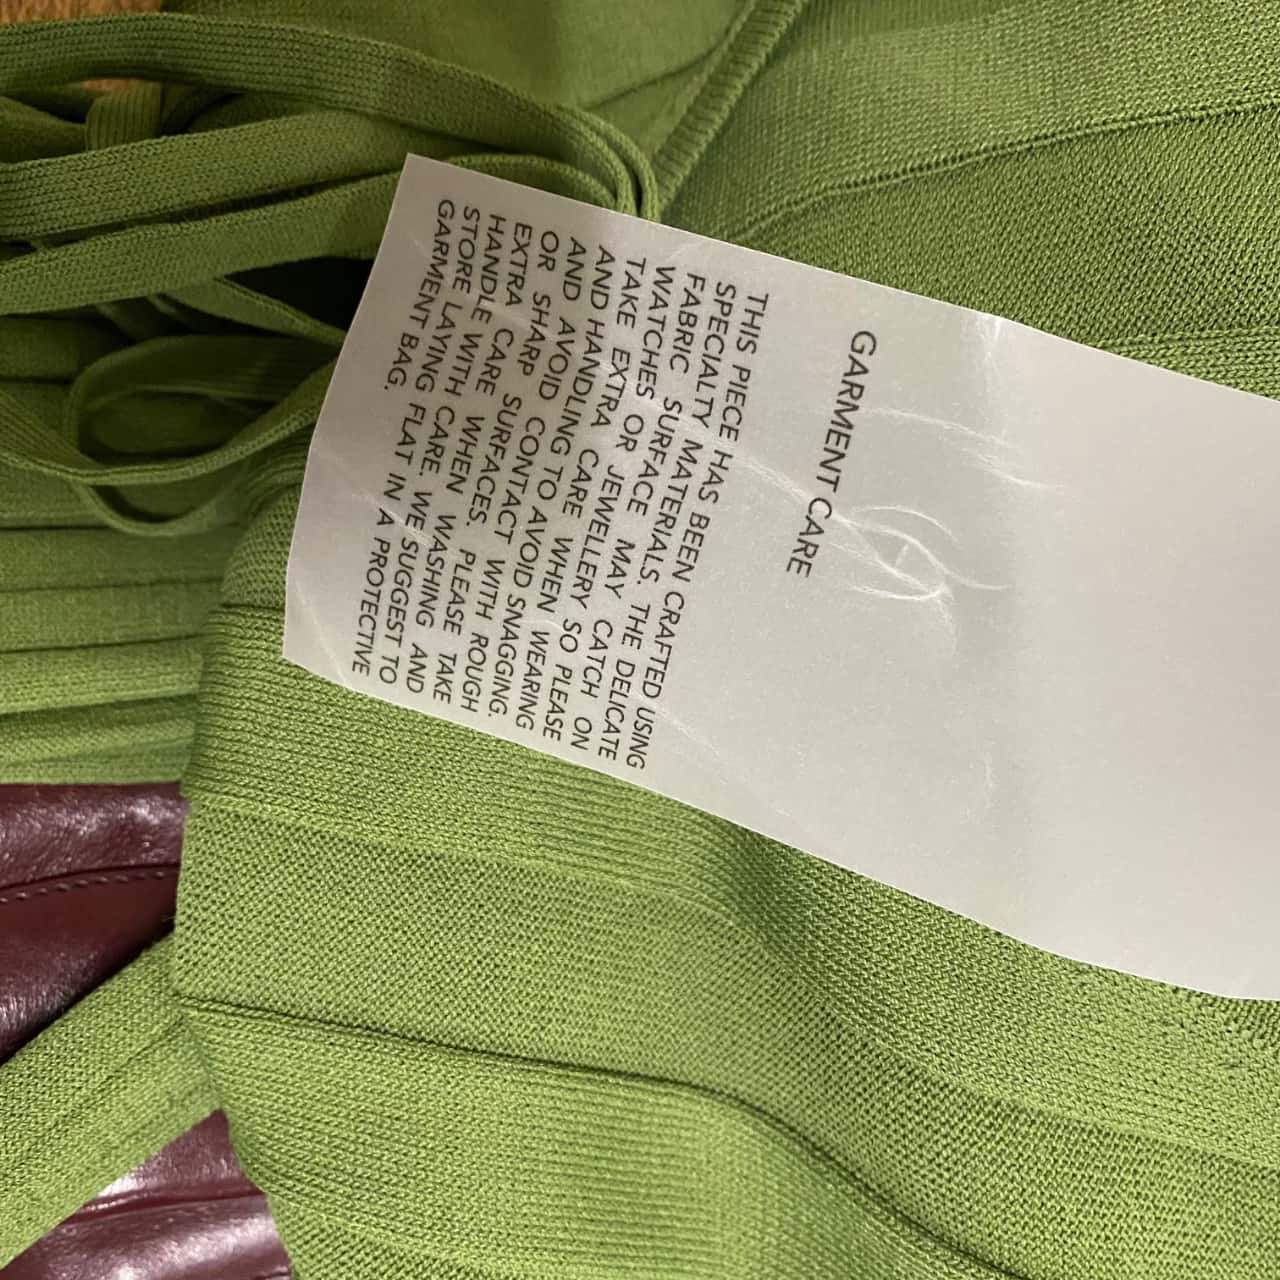 GARMENT CARE
THIS PIECE HAS BEEN CRAFTED USING
SPECIALTY MATERIALS. THE DELICATE
FABRIC SURFACE MAY CATCH ON
WATCHES OR JEWELLERY SO PLEASE
TAKE EXTRA CARE WHEN WEARING
AND HANDLING TO AVOID SNAGGING.
AND AVOID CONTACT WITH ROUGH
OR SHARP SURFACES. PLEASE TAKE
EXTRA CARE WHEN WASHING AND
HANDLE WITH CARE. WE SUGGEST TO
STORE LAYING FLAT IN A PROTECTIVE
GARMENT BAG.